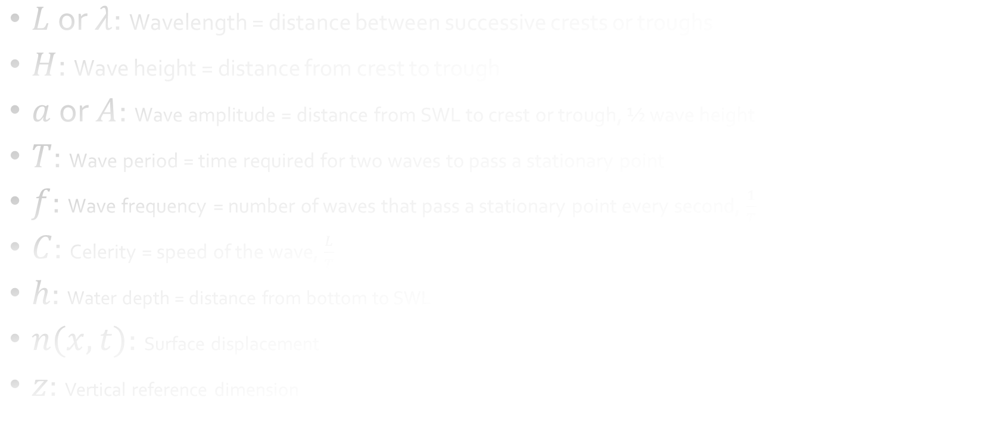 • L or λ: Wavelength = distance between successive crests or troughs
• H: Wave height = distance from crest to trough
• a or A: Wave amplitude = distance from SWL to crest or trough, ½ wave height
• T: Wave period = time required for two waves to pass a stationary point
• f: Wave frequency = number of waves that pass a stationary point every second, 1/
• C: Celerity = speed of the wave, L/
• h: Water depth = distance from bottom to SWL
• n(x, t): Surface displacement
• z: Vertical reference dimension